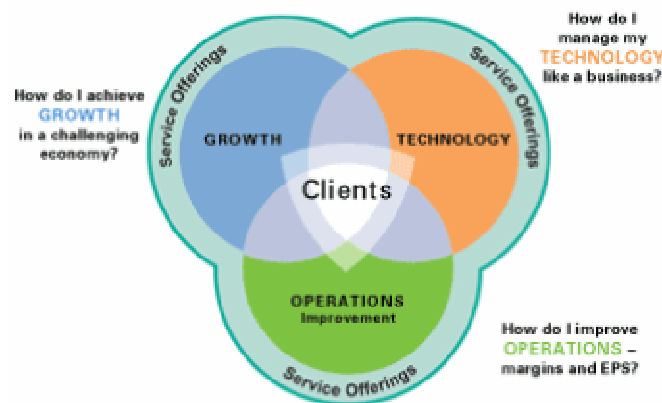 How do I
manage my
TECHNOLOGY
like a business?
Service Offerings
Service Offerings
How do I achieve
GROWTH
in a challenging
economy?
GROWTH
TECHNOLOGY
Clients
OPERATIONS
Improvement
How do I improve
OPERATIONS –
margins and EPS?
Service Offerings